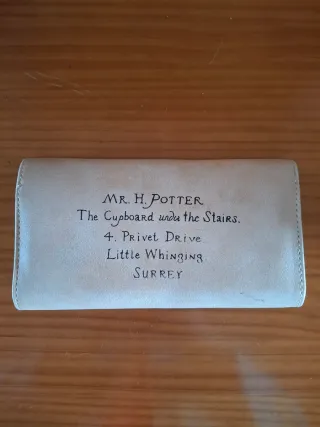 Mr. H. Potter
The Cupboard under the Stairs.
4. Privet Drive
Little Whinging
Surrey